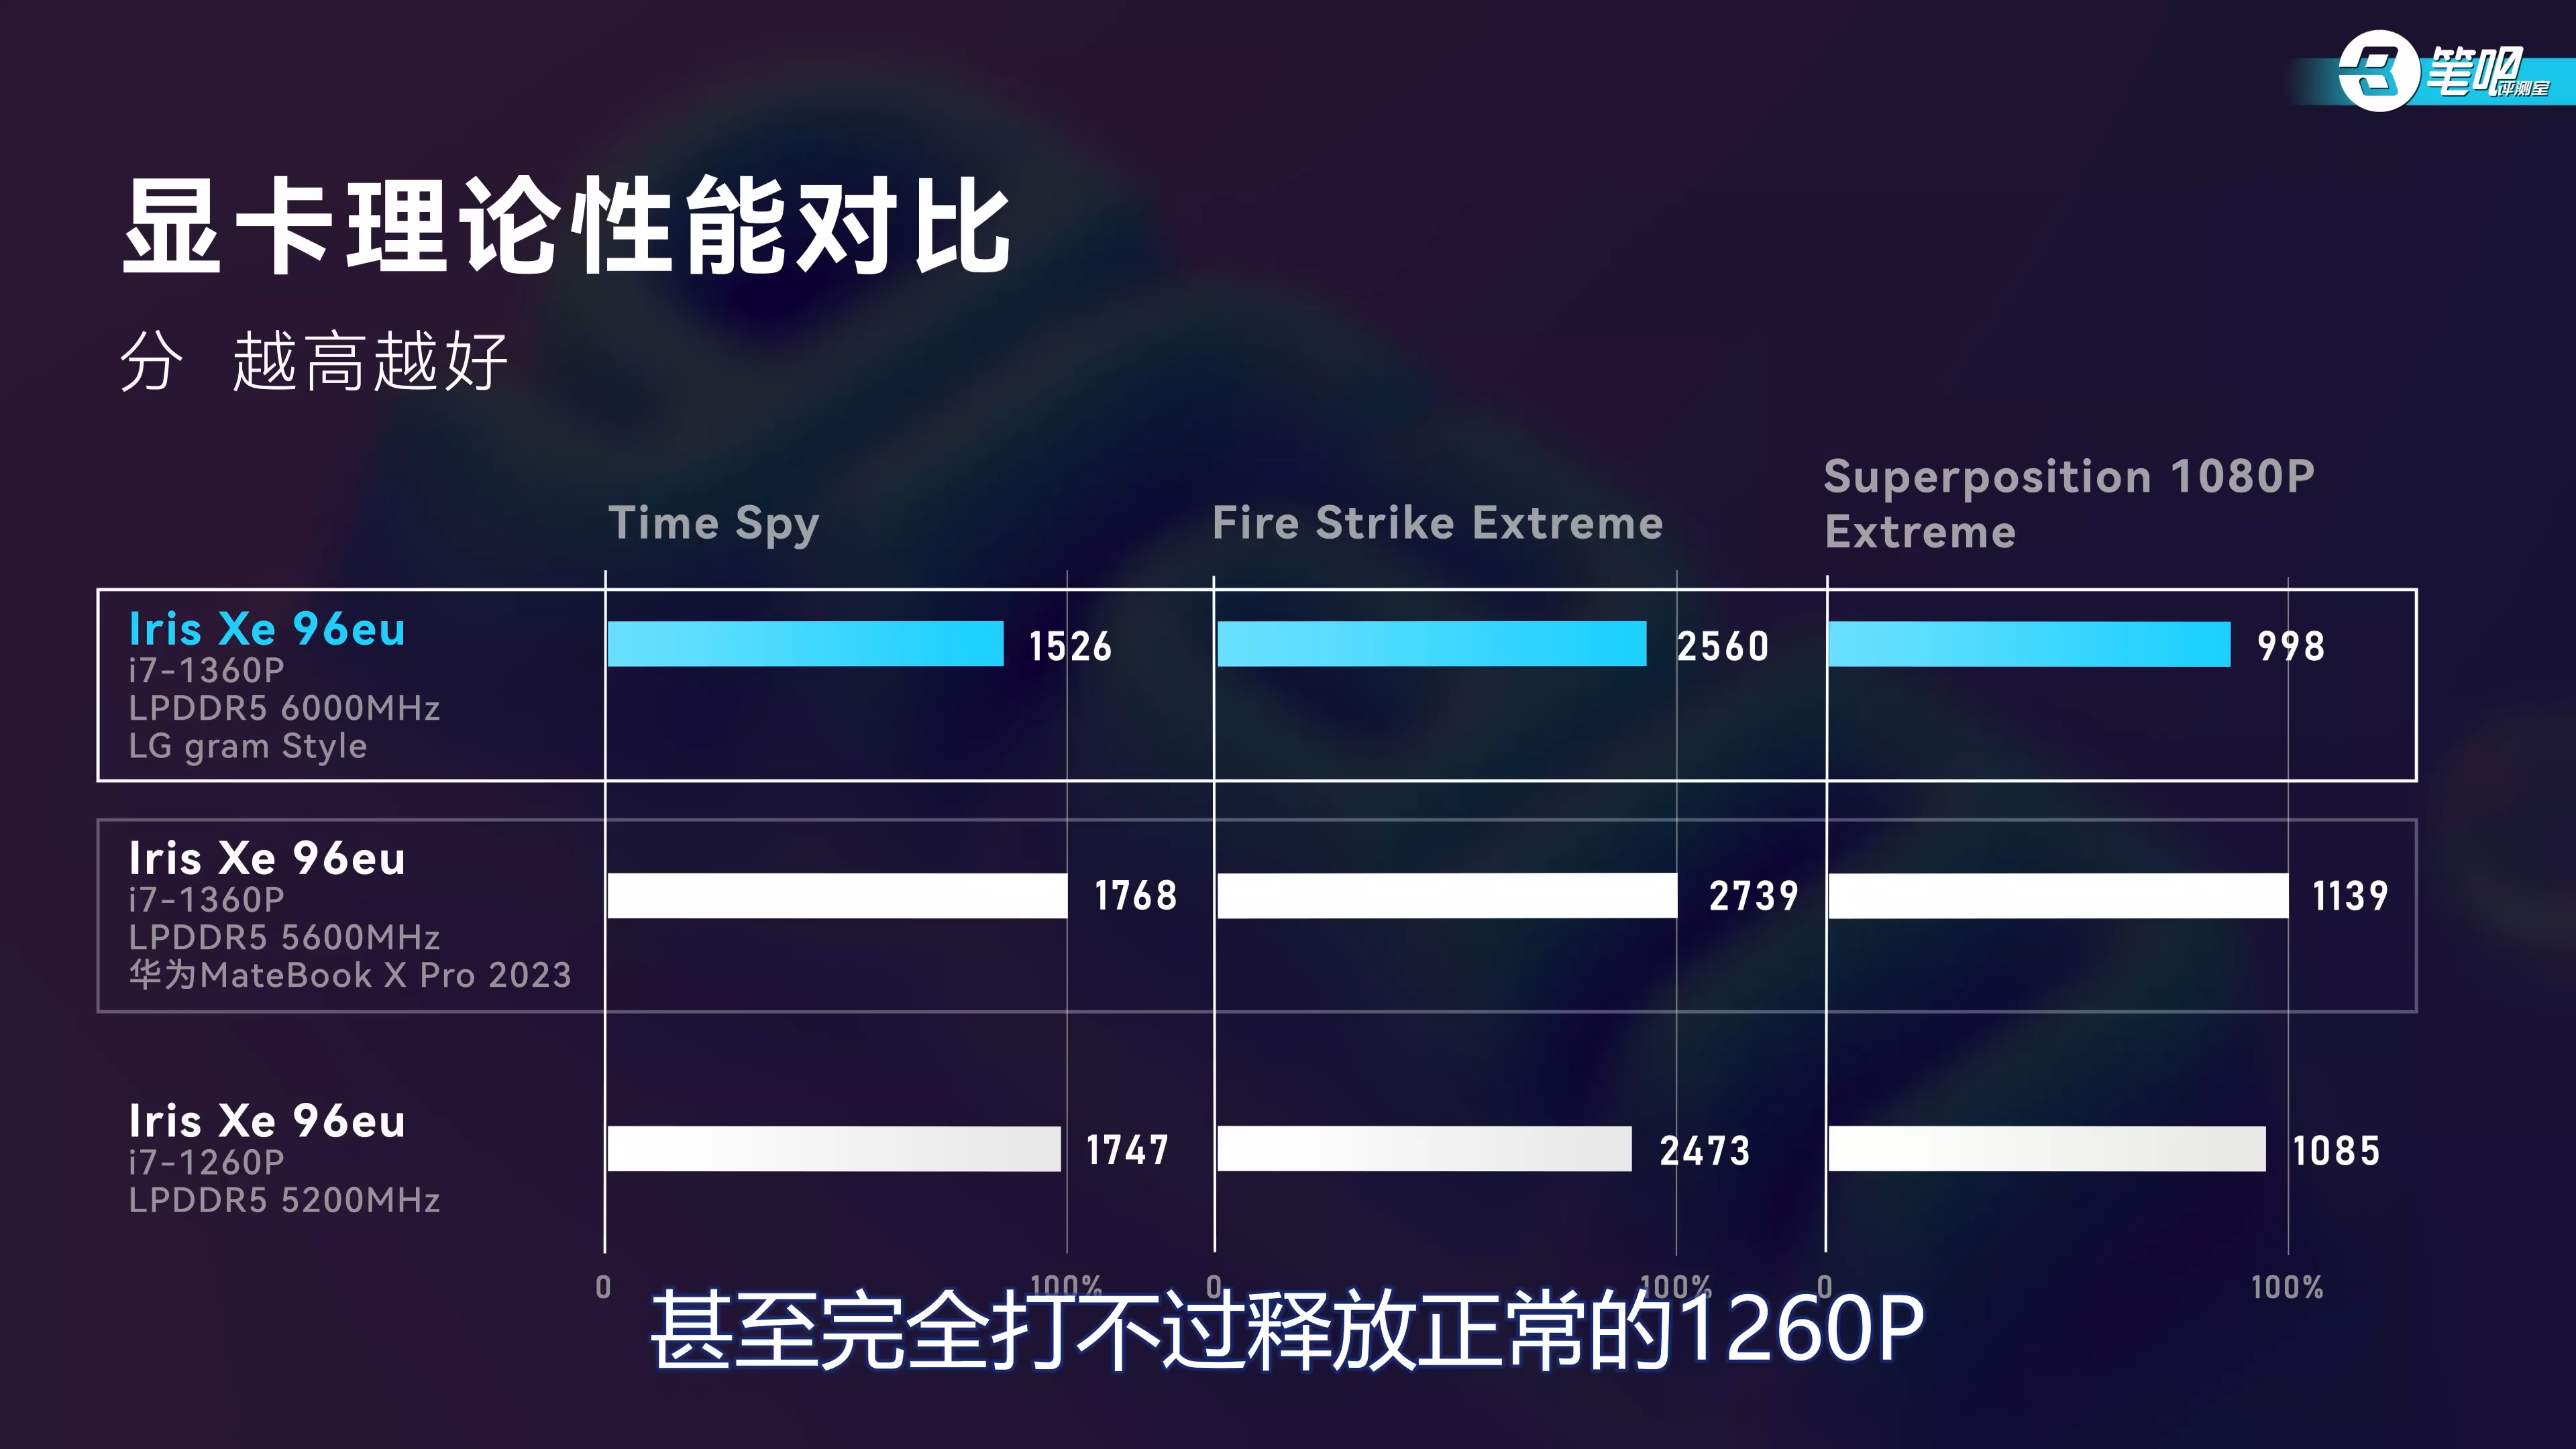 笔吧
评测室
显卡理论性能对比
分 越高越好
Time Spy
Fire Strike Extreme
Superposition 1080P
Extreme
Iris Xe 96eu
i7-1360P
LPDDR5 6000MHz
LG gram Style
1526
2560
998
Iris Xe 96eu
i7-1360P
LPDDR5 5600MHz
华为MateBook X Pro 2023
1768
2739
1139
Iris Xe 96eu
i7-1260P
LPDDR5 5200MHz
1747
2473
1085
0
100%
0
100%
0
100%
甚至完全打不过释放正常的1260P